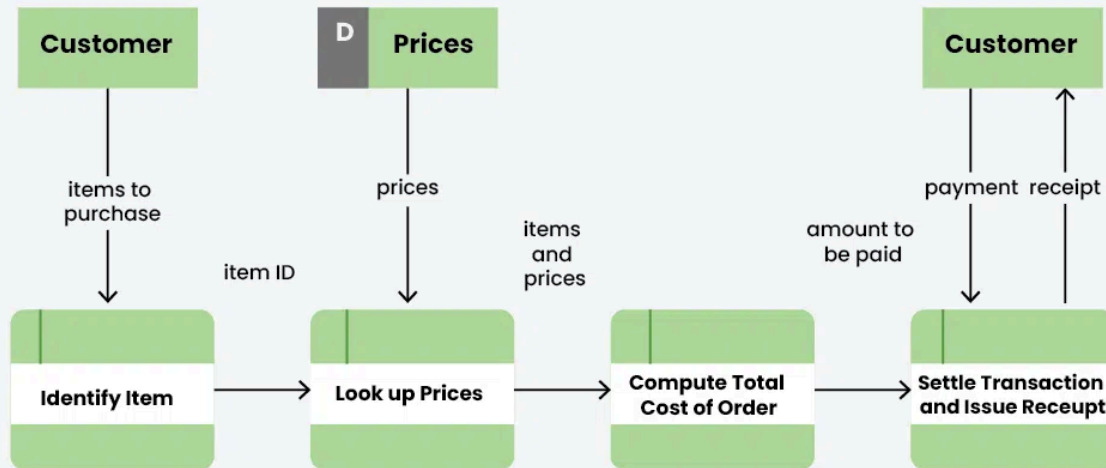 Customer
D
Prices
Customer
items to
purchase
prices
payment
receipt
item ID
items
and
prices
amount to
be paid
Identify Item
Look up Prices
Compute Total
Cost of Order
Settle Transaction
and Issue Receupt